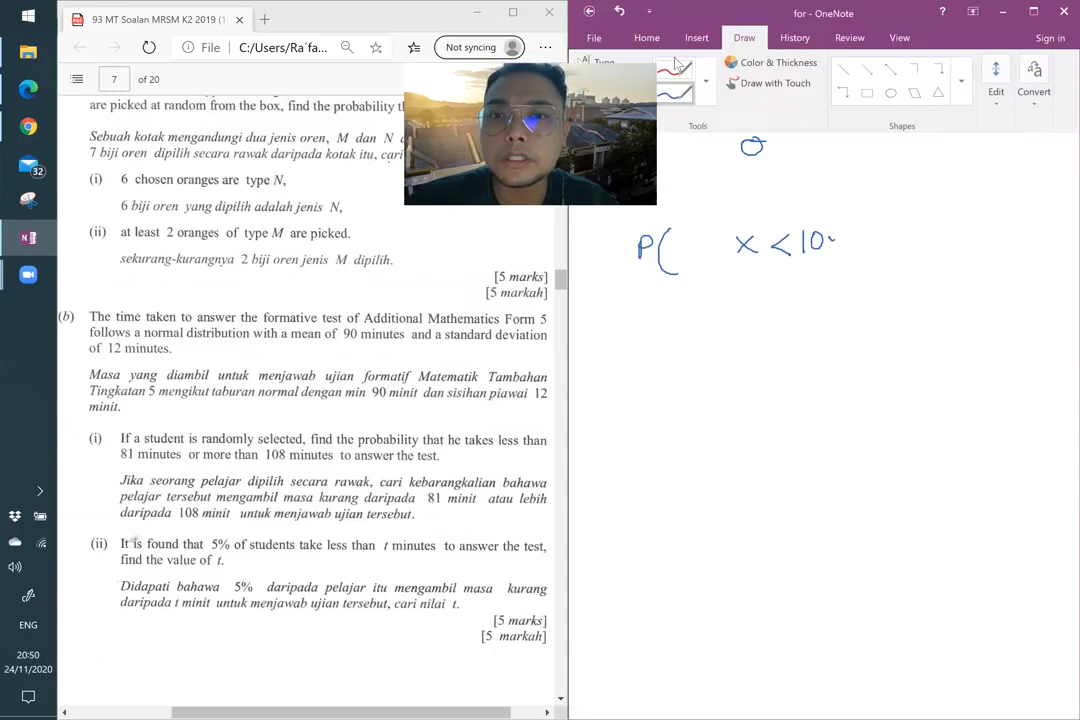 93 MT Soalan MRSM K2 2019 (1
for - OneNote
File
C:/Users/Ra´fa...
Not syncing
File
Home
Insert
Draw
History
Review
View
Sign in
7
of 20
Color & Thickness
Draw with Touch
Edit
Convert
Tools
Shapes
are picked at random from the box, find the probability
Sebuah kotak mengandungi dua jenis oren, M dan N
7 biji oren dipilih secara rawak daripada kotak itu, cari
(i) 6 chosen oranges are type N,
6 biji oren yang dipilih adalah jenis N,
(ii) at least 2 oranges of type M are picked.
sekurang-kurangnya 2 biji oren jenis M dipilih.
[5 marks]
[5 markah]
(b) The time taken to answer the formative test of Additional Mathematics Form 5
follows a normal distribution with a mean of 90 minutes and a standard deviation
of 12 minutes.
Masa yang diambil untuk menjawab ujian formatif Matematik Tambahan
Tingkatan 5 mengikut taburan normal dengan min 90 minit dan sisihan piawai 12
minit.
(i) If a student is randomly selected, find the probability that he takes less than
81 minutes or more than 108 minutes to answer the test.
Jika seorang pelajar dipilih secara rawak, cari kebarangkalian bahawa
pelajar tersebut mengambil masa kurang daripada 81 minit atau lebih
daripada 108 minit untuk menjawab ujian tersebut.
(ii) It is found that 5% of students take less than t minutes to answer the test,
find the value of t.
Didapati bahawa 5% daripada pelajar itu mengambil masa kurang
daripada t minit untuk menjawab ujian tersebut, cari nilai t.
[5 marks]
[5 markah]
σ
P( x < 10
32
ENG
20:50
24/11/2020